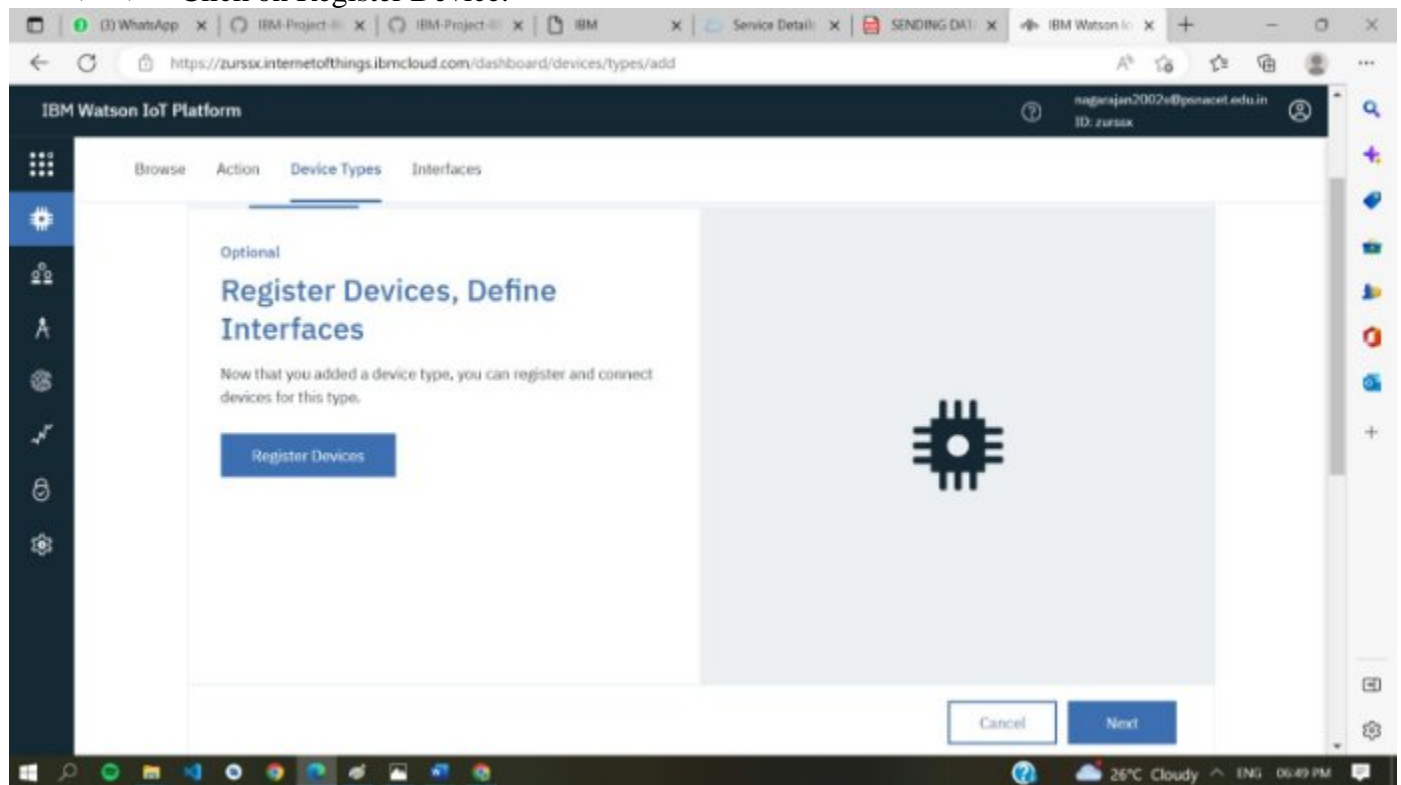 Click on Register Device.
(3) WhatsApp
IBM-Project-
IBM-Project-
IBM
Service Details
SENDING DAT
IBM Watson Io
https://zurssx.internetofthings.ibmcloud.com/dashboard/devices/types/add
IBM Watson IoT Platform
nagarajan2002s@psnacet.edu.in
ID: zurssx
Browse Action Device Types Interfaces
Optional
Register Devices, Define
Interfaces
Now that you added a device type, you can register and connect
devices for this type.
Register Devices
Cancel Next
26°C Cloudy ENG 06:49 PM